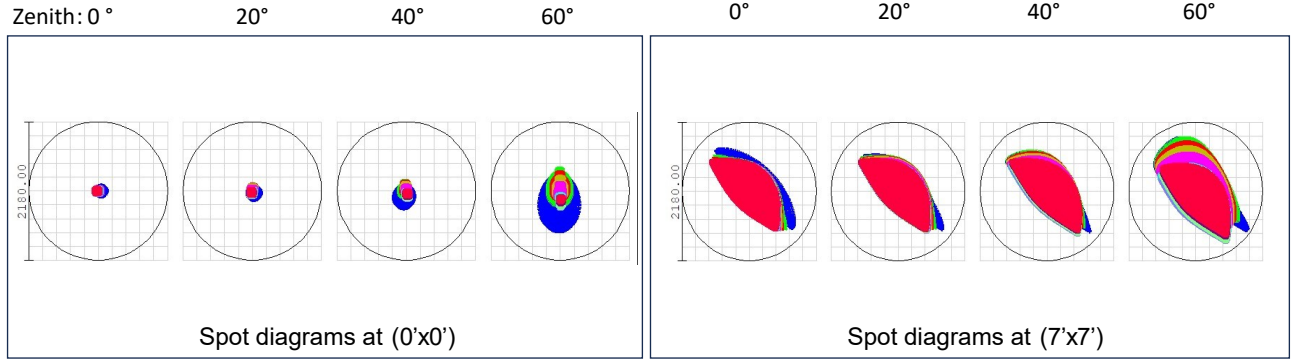 Zenith: 0 ° 20° 40° 60° 0° 20° 40° 60°
2180.00 2180.00
Spot diagrams at (0’x0’) Spot diagrams at (7’x7’)